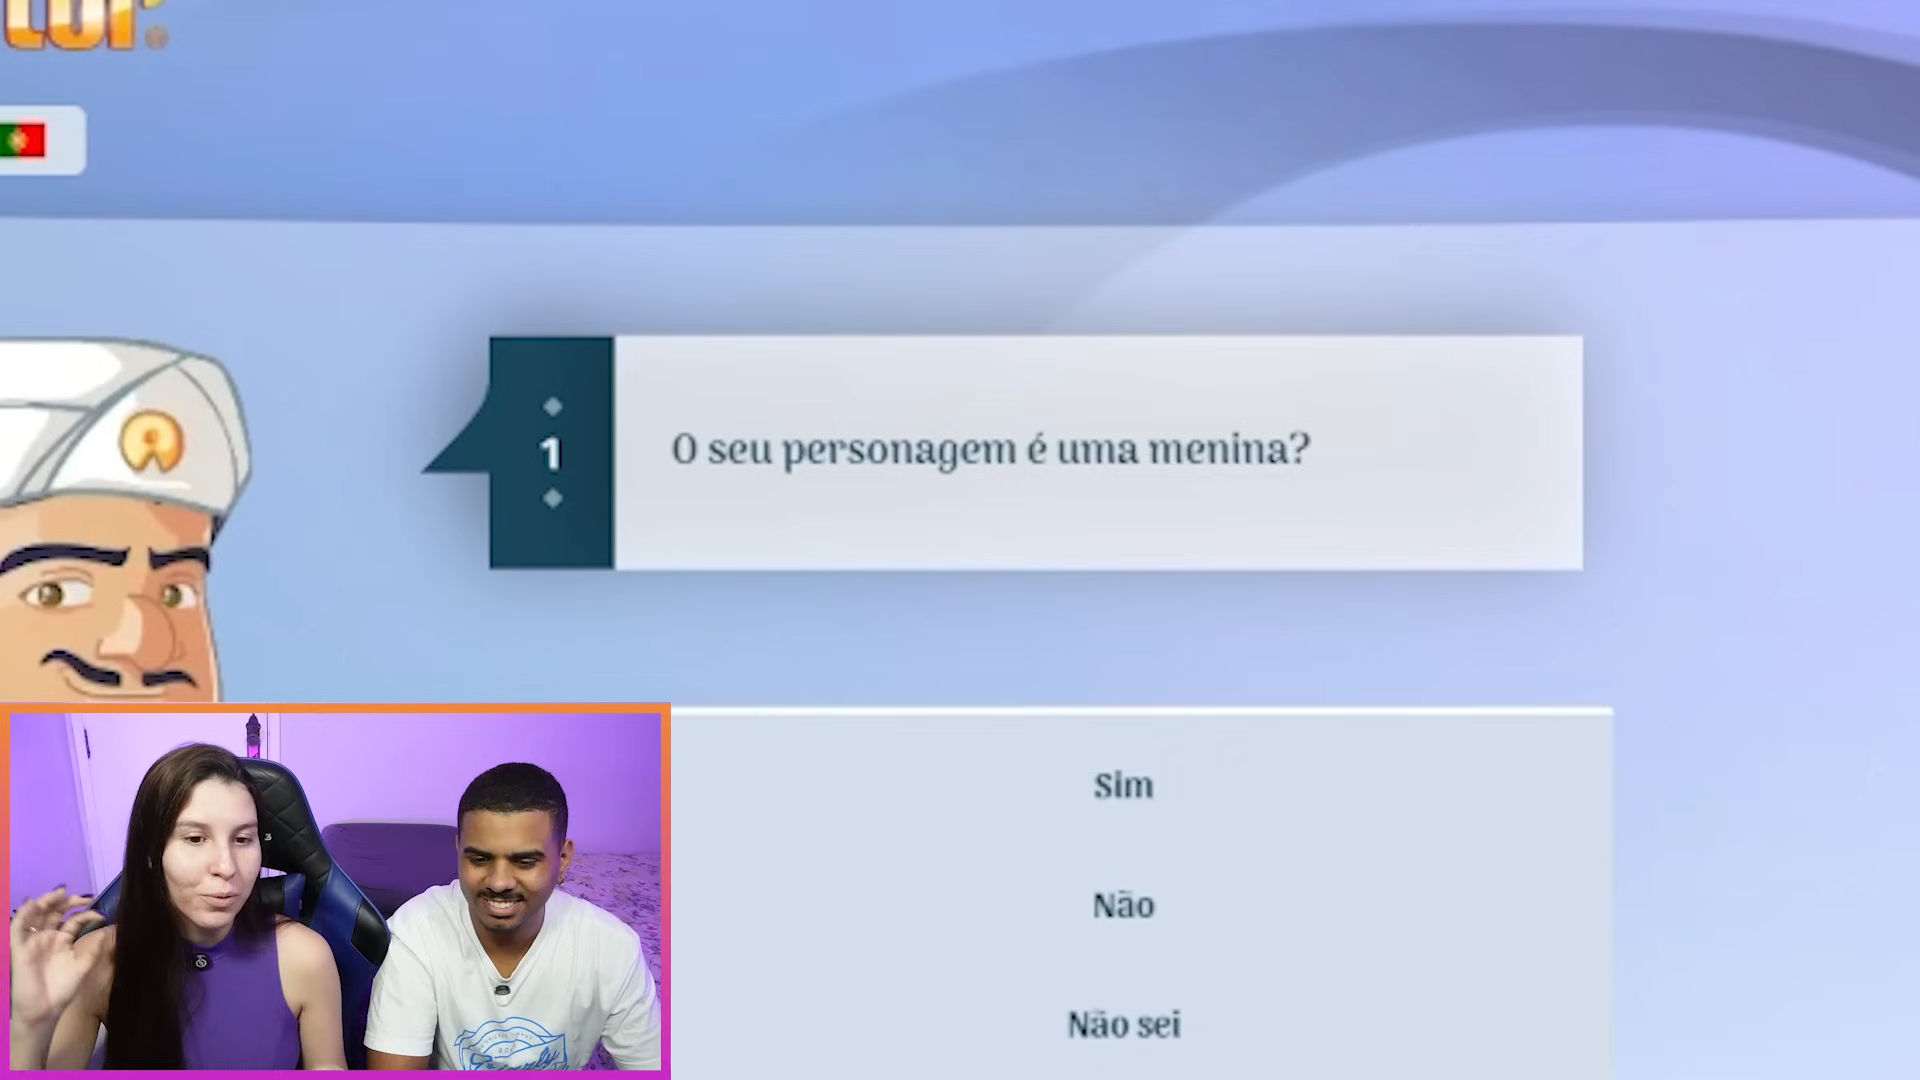 1
O seu personagem é uma menina?
Sim
Não
Não sei